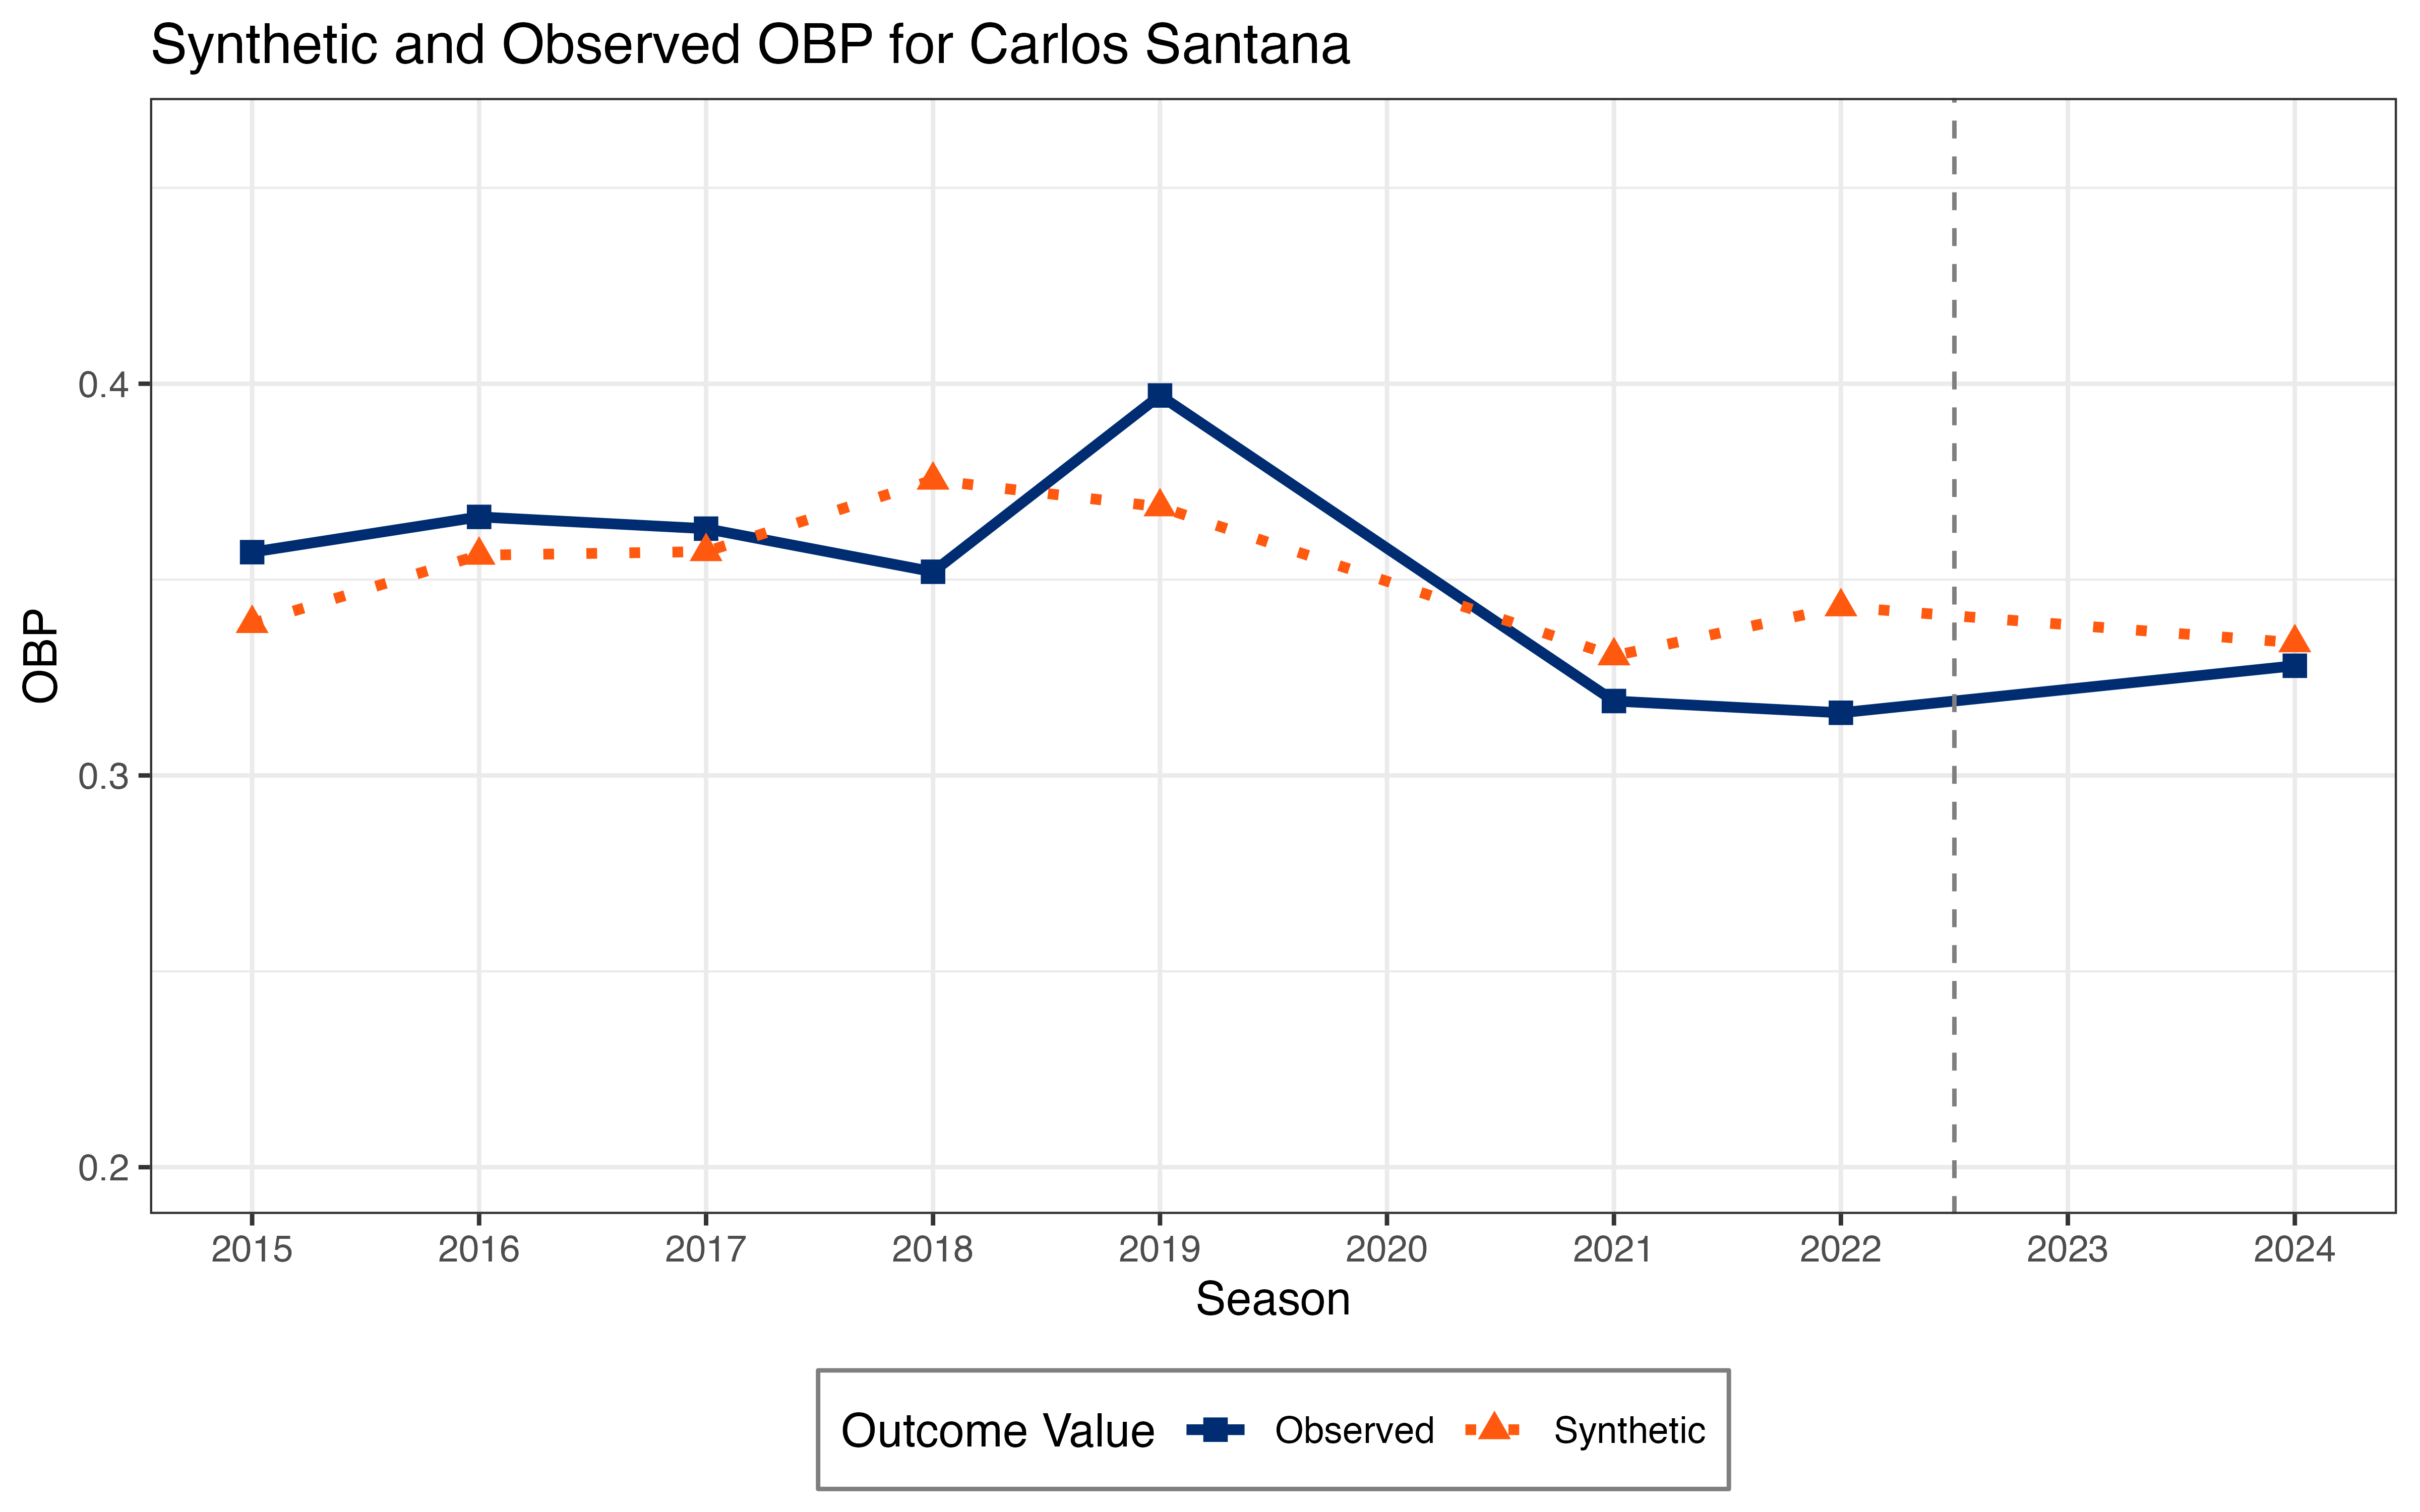 Synthetic and Observed OBP for Carlos Santana
OBP
0.4
0.3
0.2
2015 2016 2017 2018 2019 2020 2021 2022 2023 2024
Season
Outcome Value Observed Synthetic